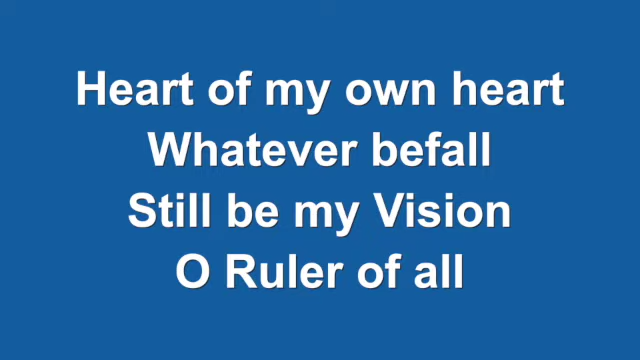 Heart of my own heart
Whatever befall
Still be my Vision
O Ruler of all